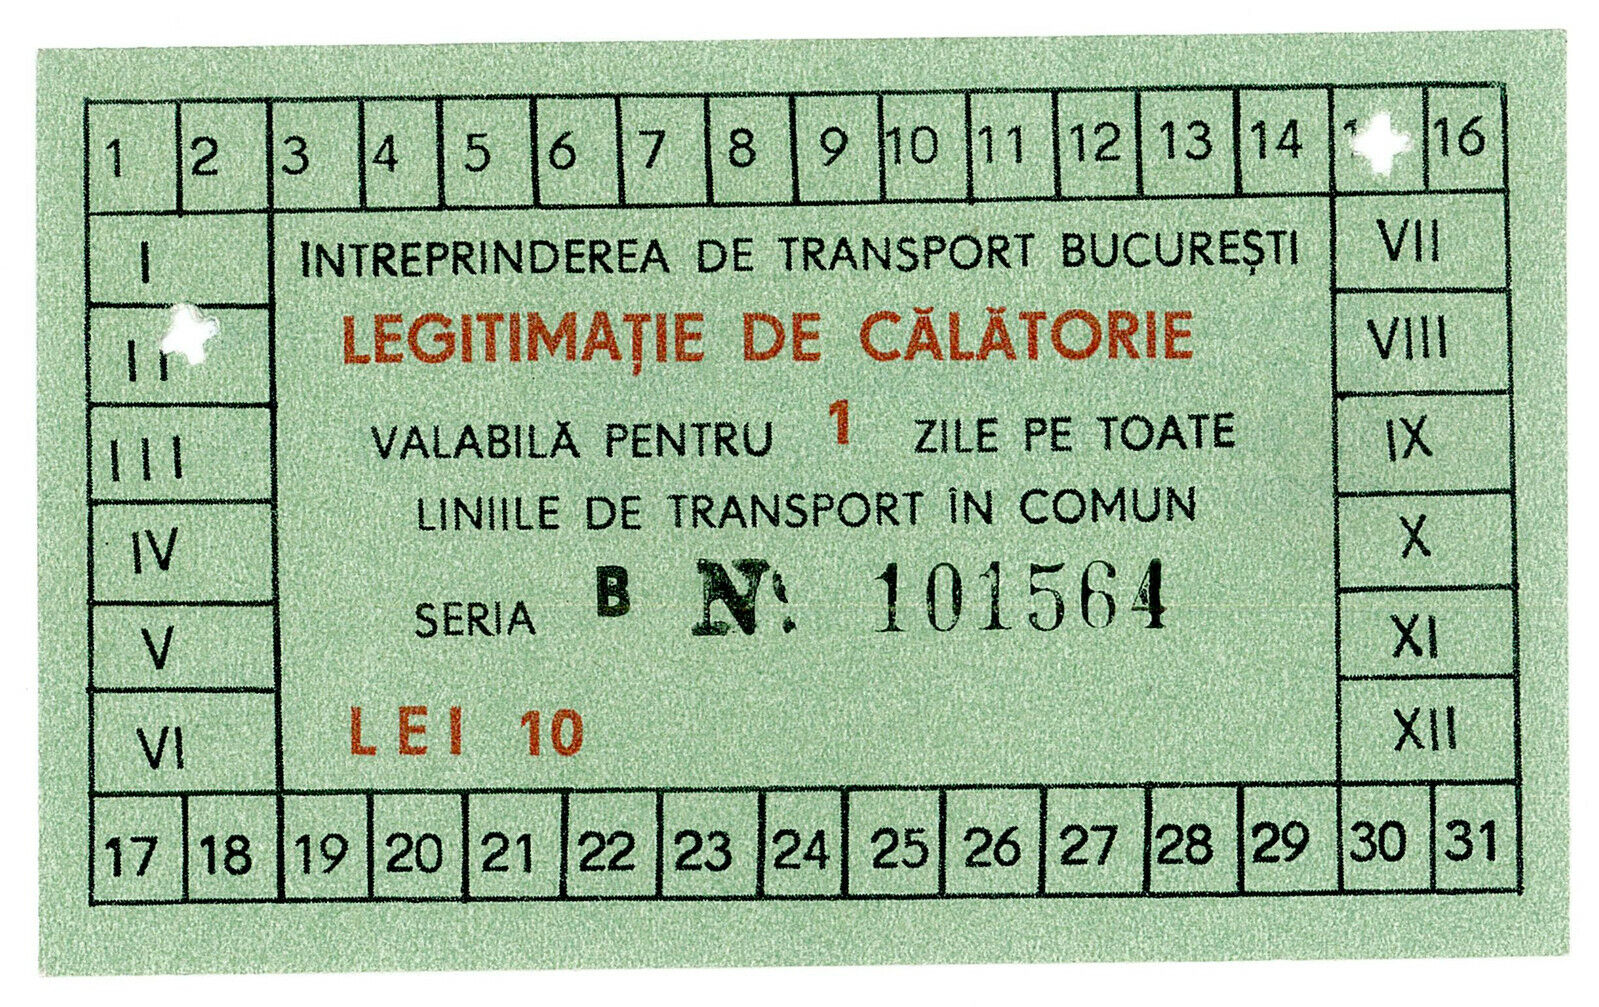 1 2 3 4 5 6 7 8 9 10 11 12 13 14 16
I
II
III
IV
V
VI
INTREPRINDEREA DE TRANSPORT BUCUREȘTI
LEGITIMAȚIE DE CĂLĂTORIE
VALABILĂ PENTRU 1 ZILE PE TOATE
LINIILE DE TRANSPORT ÎN COMUN
SERIA B № 101564
LEI 10
VII
VIII
IX
X
XI
XII
17 18 19 20 21 22 23 24 25 26 27 28 29 30 31